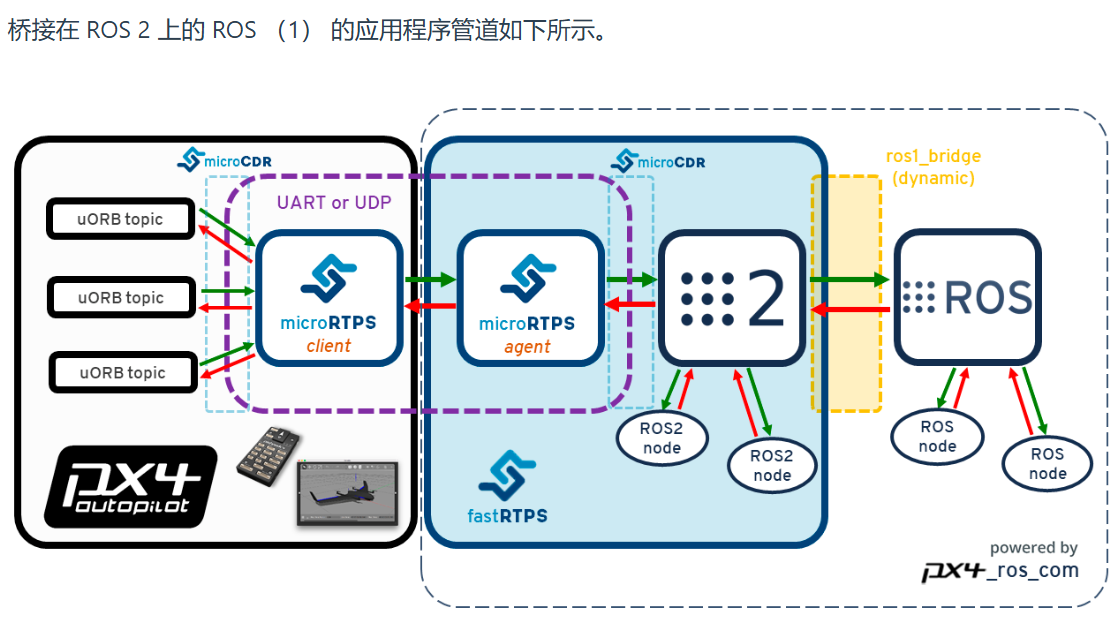 桥接在 ROS 2 上的 ROS （1） 的应用程序管道如下所示。
microCDR
microCDR
ros1_bridge
(dynamic)
UART or UDP
uORB topic
uORB topic
uORB topic
microRTPS
client
microRTPS
agent
2
ROS
ROS2
node
ROS2
node
ROS
node
ROS
node
px4
autopilot
fastRTPS
powered by
px4_ros_com